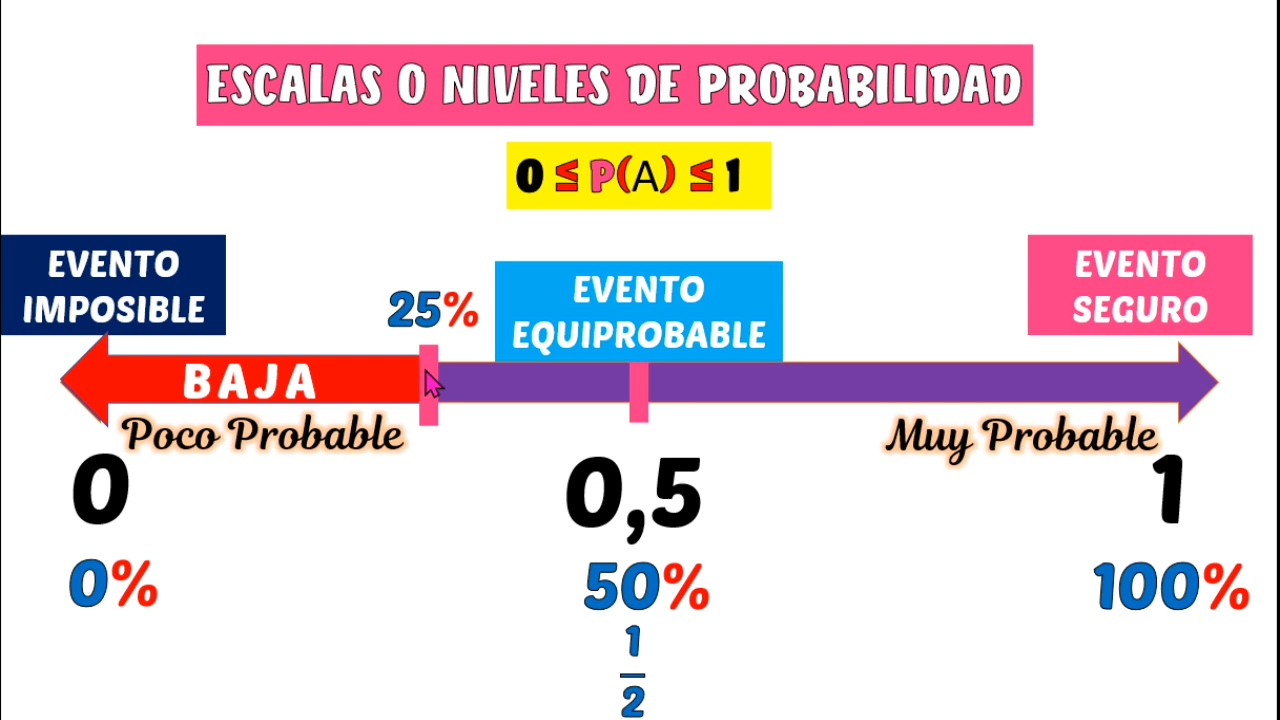 ESCALAS O NIVELES DE PROBABILIDAD
0 ≤ P(A) ≤ 1
EVENTO
IMPOSIBLE
25%
EVENTO
EQUIPROBABLE
EVENTO
SEGURO
BAJA
Poco Probable
Muy Probable
0
0,5
1
0%
50%
100%
1
2